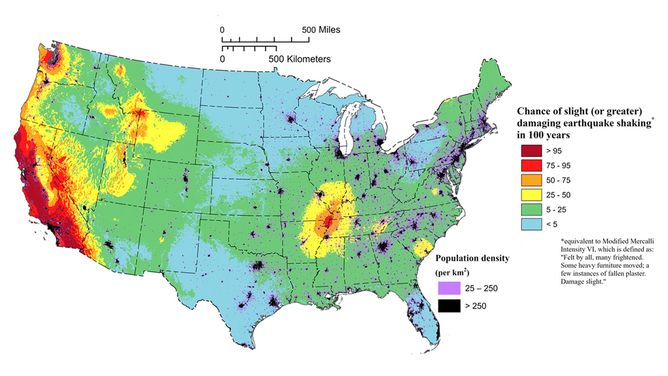 0 500 Miles
0 500 Kilometers
Chance of slight (or greater)
damaging earthquake shaking*
in 100 years
> 95
75 - 95
50 - 75
25 - 50
5 - 25
< 5
*equivalent to Modified Mercalli
Intensity VI, which is defined as:
"Felt by all, many frightened.
Some heavy furniture moved; a
few instances of fallen plaster.
Damage slight."
Population density
(per km2)
25 – 250
> 250